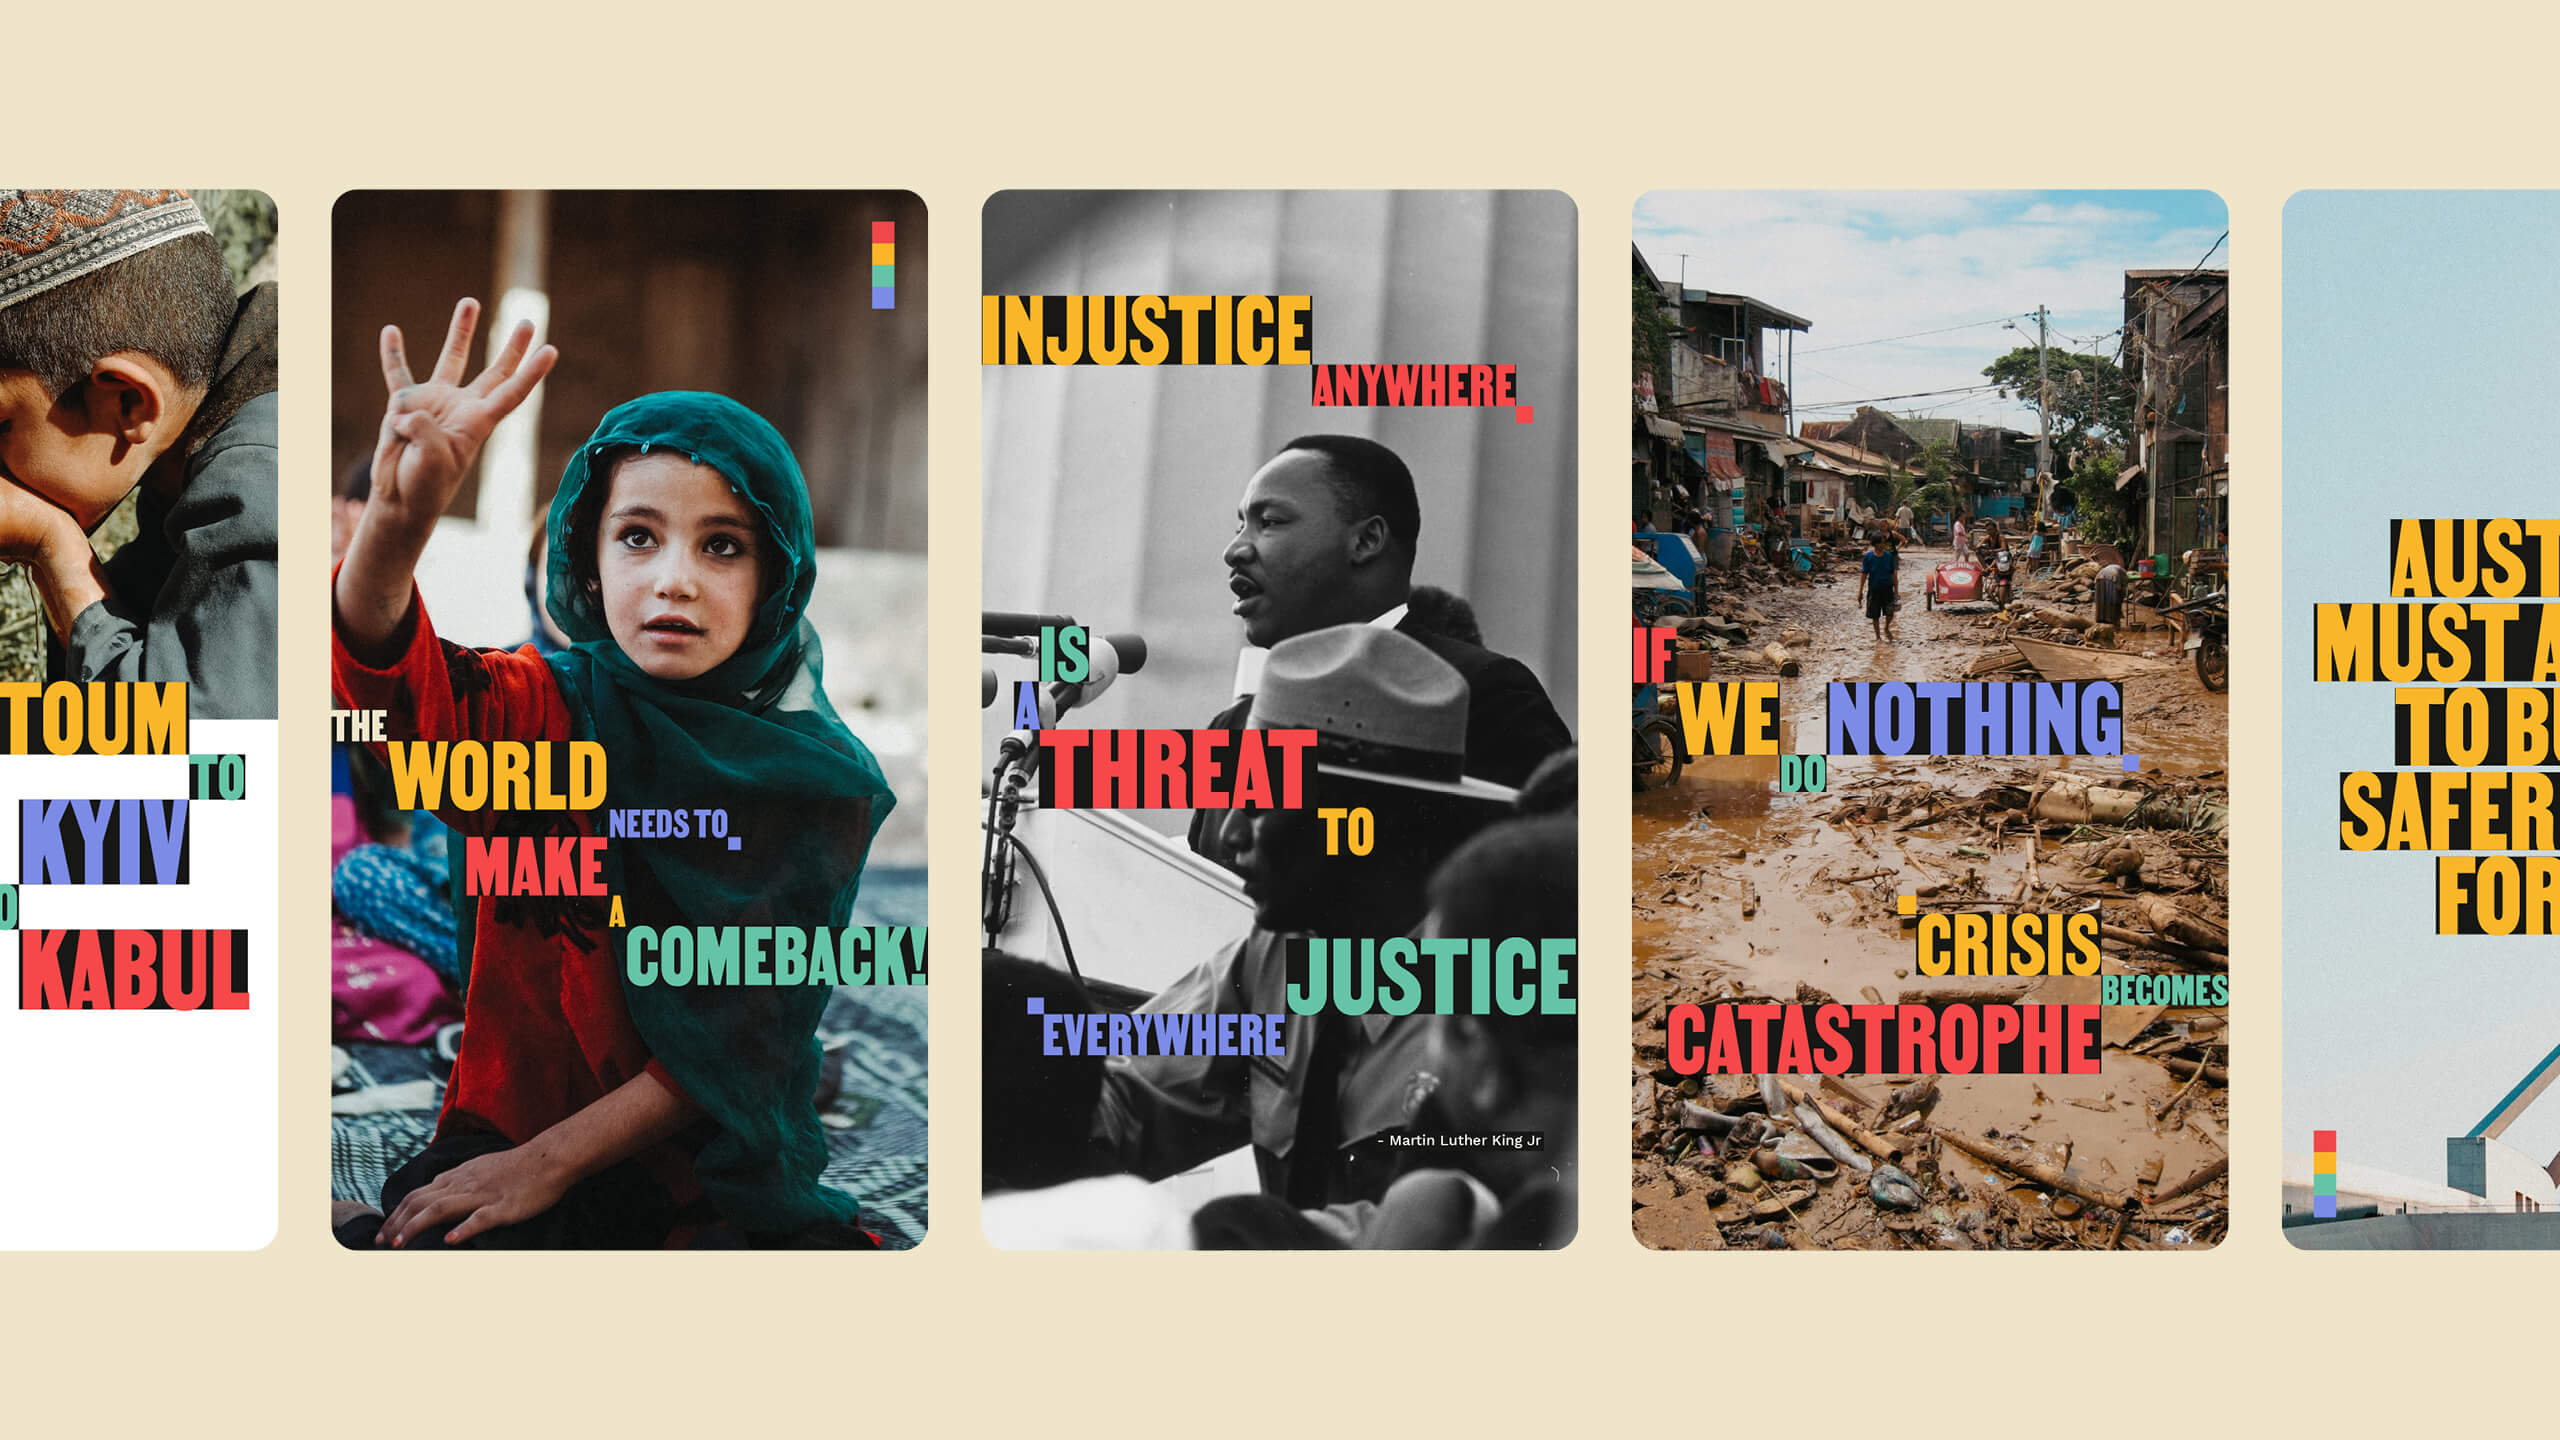 TOUM
TO
KYIV
O
KABUL
THE
WORLD
NEEDS TO
MAKE
A
COMEBACK!
INJUSTICE
ANYWHERE
IS
A
THREAT
TO
JUSTICE
EVERYWHERE
- Martin Luther King Jr
IF
WE
DO
NOTHING
CRISIS
BECOMES
CATASTROPHE
AUST
MUST A
TO BU
SAFER
FOR